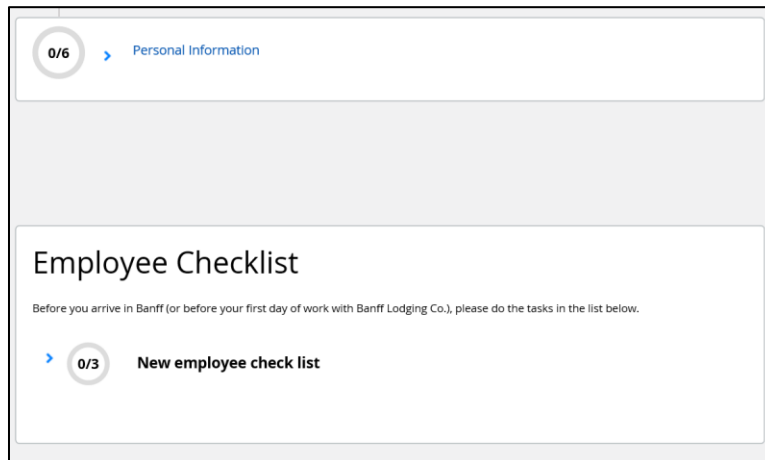 0/6
Personal Information
Employee Checklist
Before you arrive in Banff (or before your first day of work with Banff Lodging Co.), please do the tasks in the list below.
0/3
New employee check list